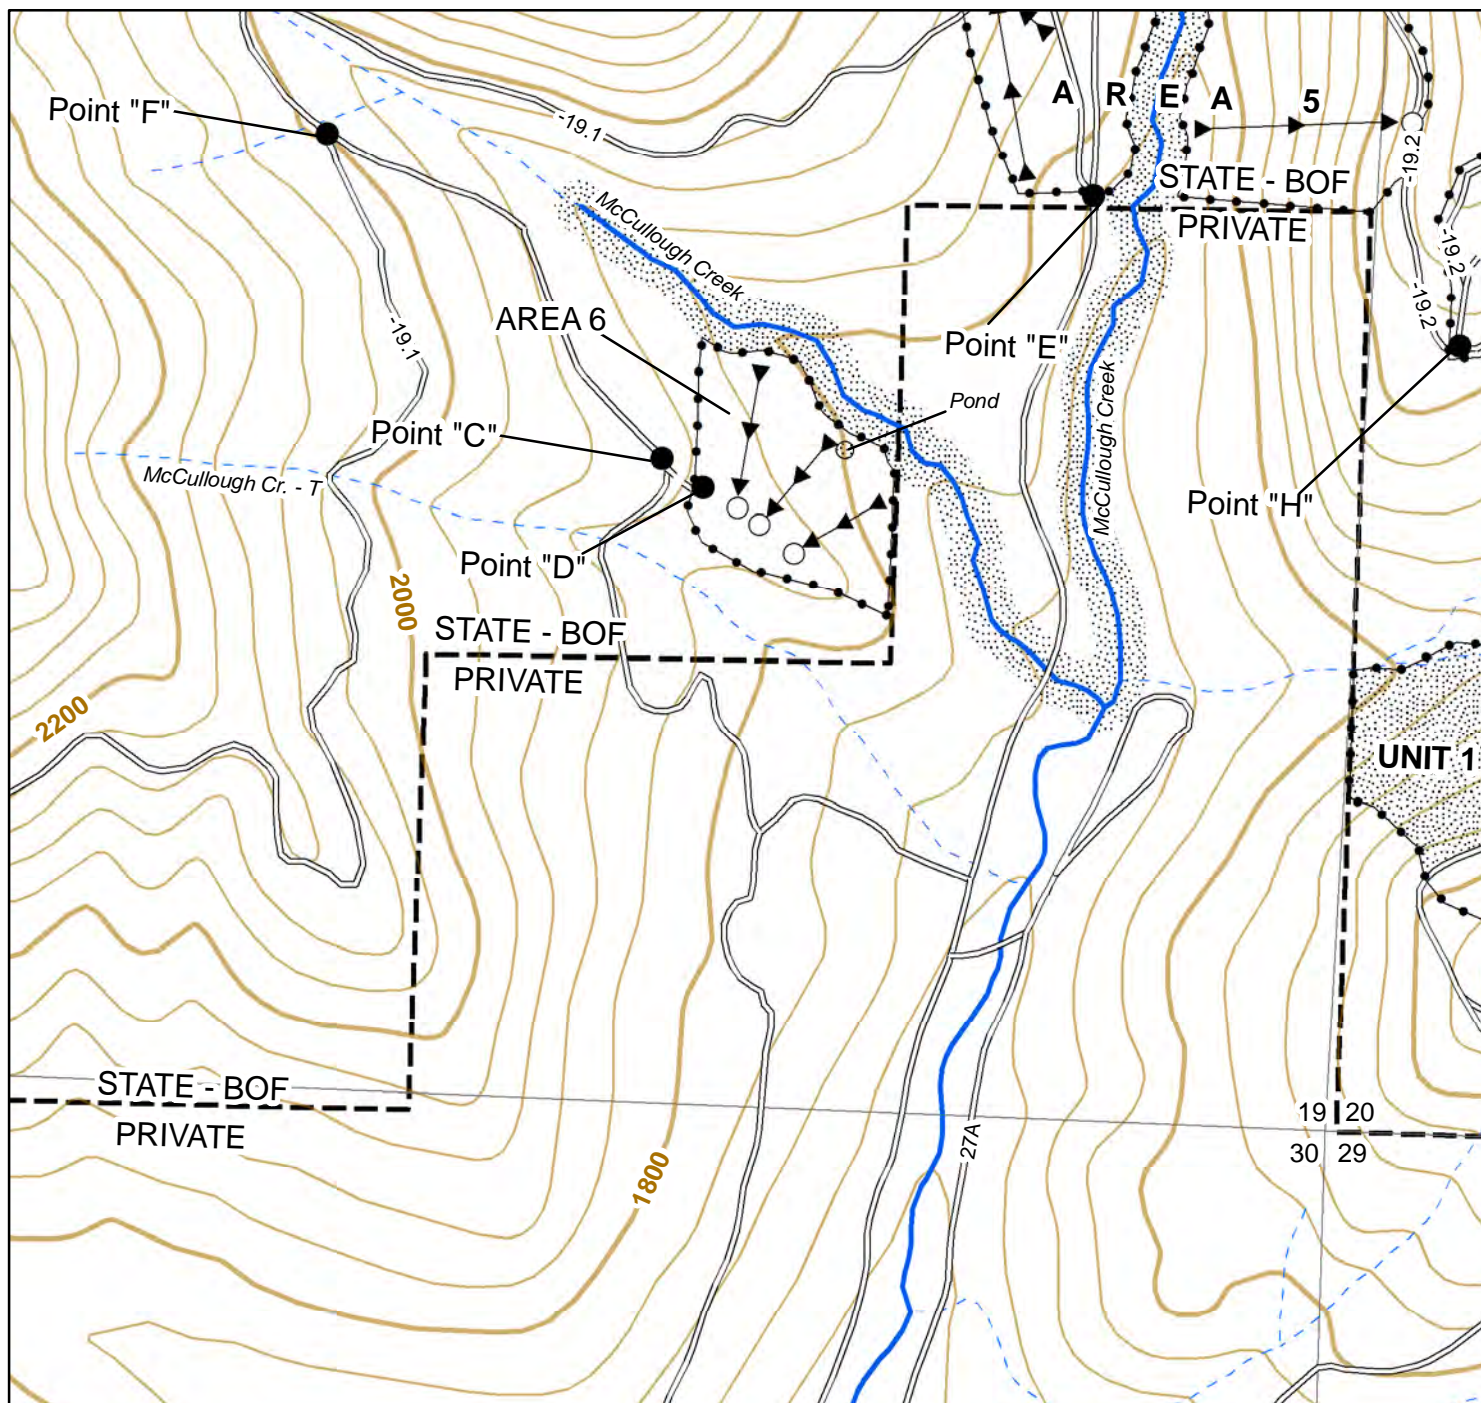 A R E A 5
Point "F"
-19.1
-19.2
STATE - BOF
PRIVATE
McCullough Creek
-19.2
-19.2
AREA 6
-19.1
Point "E"
Pond
McCullough Creek
Point "C"
McCullough Cr. - T
Point "H"
Point "D"
2000
STATE - BOF
PRIVATE
2200
UNIT 1
STATE - BOF
PRIVATE
19 20
30 29
27A
1800